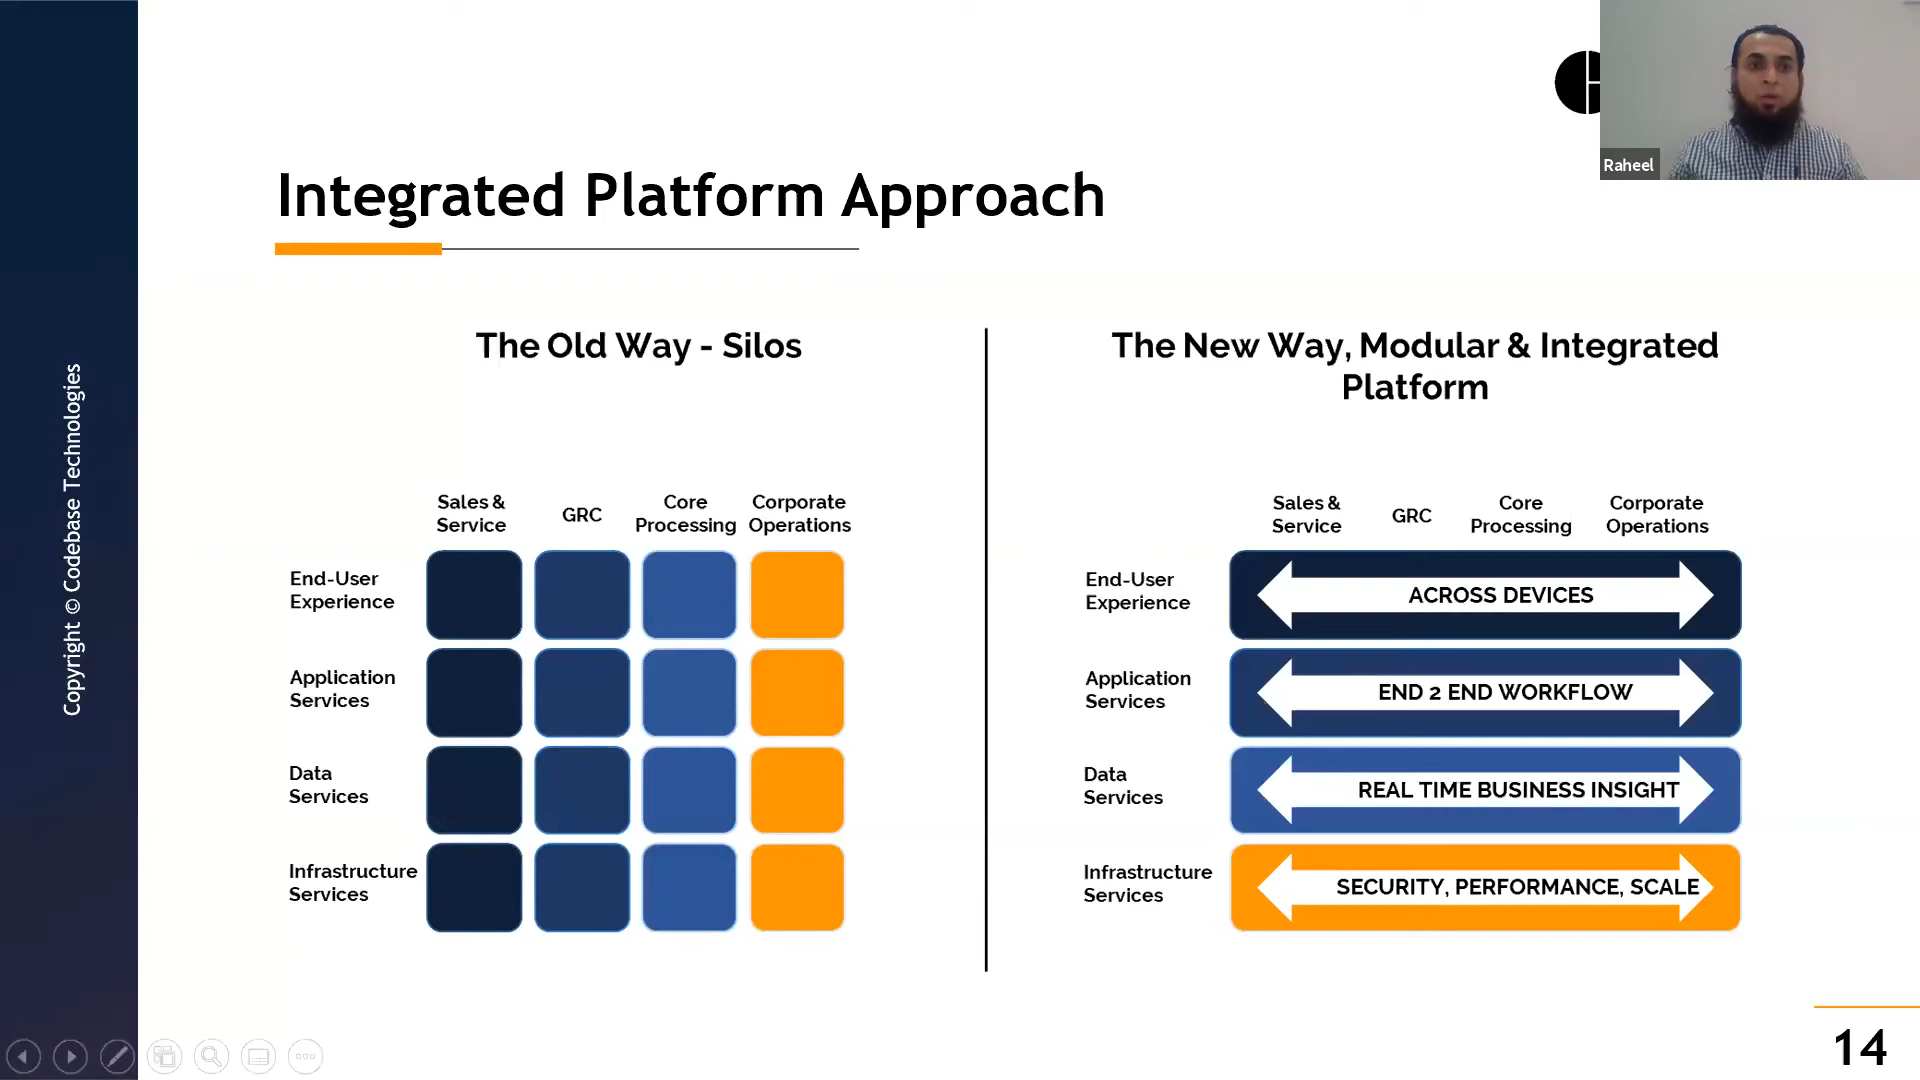 Raheel
Integrated Platform Approach
Copyright © Codebase Technologies
The Old Way - Silos
Sales &
Service
GRC
Core
Processing
Corporate
Operations
End-User
Experience
Application
Services
Data
Services
Infrastructure
Services
The New Way, Modular & Integrated
Platform
Sales &
Service
GRC
Core
Processing
Corporate
Operations
End-User
Experience
ACROSS DEVICES
Application
Services
END 2 END WORKFLOW
Data
Services
REAL TIME BUSINESS INSIGHT
Infrastructure
Services
SECURITY, PERFORMANCE, SCALE
14